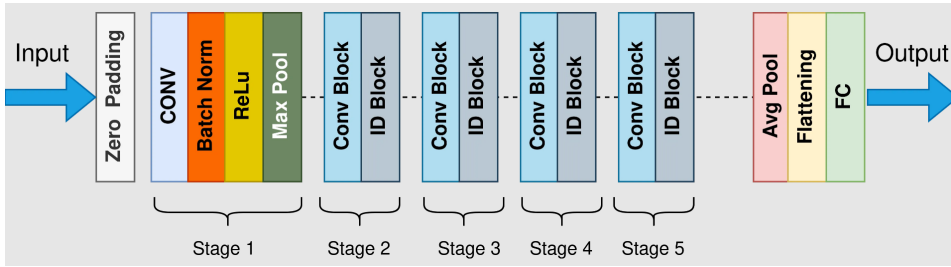 Input
Zero Padding
CONV
Batch Norm
ReLu
Max Pool
Conv Block
ID Block
Conv Block
ID Block
Conv Block
ID Block
Conv Block
ID Block
Avg Pool
Flattening
FC
Output
Stage 1
Stage 2
Stage 3
Stage 4
Stage 5